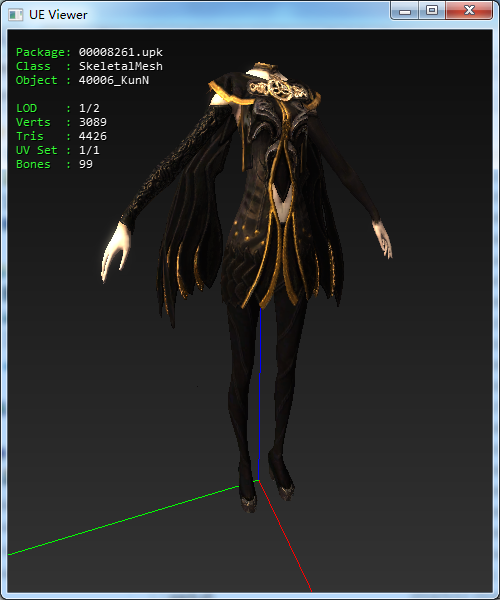 UE Viewer
Package: 00008261.upk
Class  : SkeletalMesh
Object : 40006_KunN
LOD    : 1/2
Verts  : 3089
Tris   : 4426
UV Set : 1/1
Bones  : 99